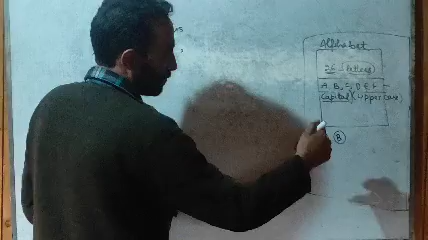 Alphabet
26 (letters)
A B C D E F
(Capital) (upper case)
B